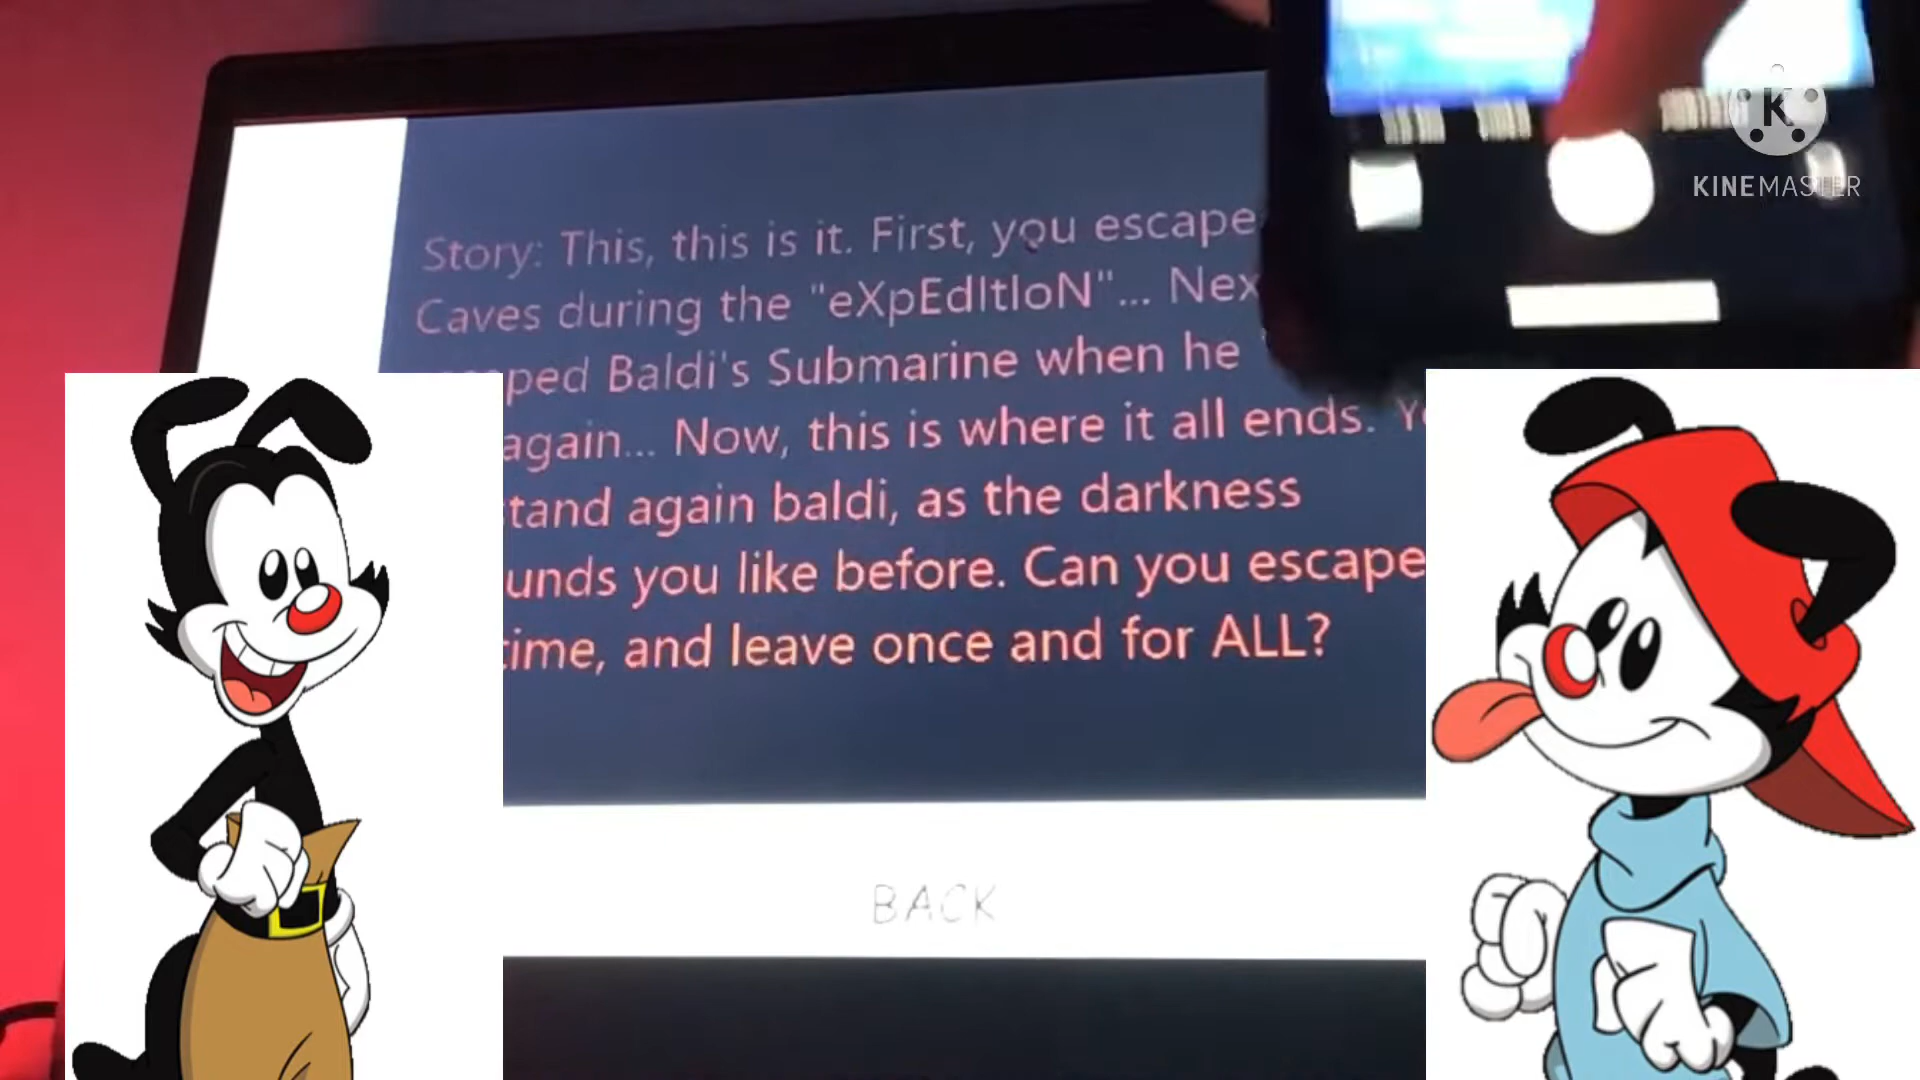 Story: This, this is it. First, you escape
Caves during the "eXpEdItIoN"... Nex
ped Baldi's Submarine when he
again... Now, this is where it all ends.
tand again baldi, as the darkness
unds you like before. Can you escape
time, and leave once and for ALL?
BACK
K
KINEMASTER